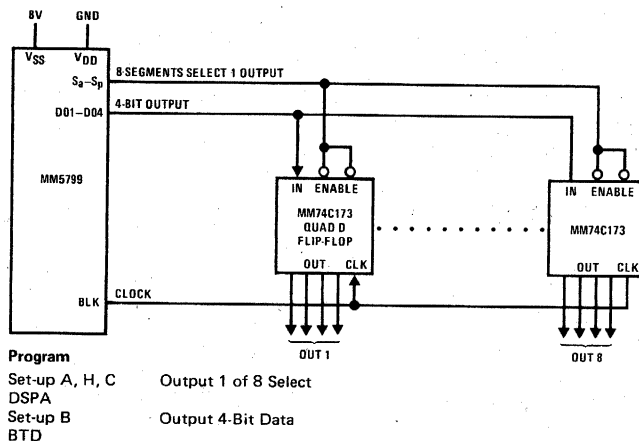 8V GND
VSS VDD
Sa–Sp 8-SEGMENTS SELECT 1 OUTPUT
D01–D04 4-BIT OUTPUT
MM5799
IN ENABLE
MM74C173
QUAD D
FLIP-FLOP
OUT CLK
IN ENABLE
MM74C173
OUT CLK
BLK CLOCK
OUT 1
OUT 8
Program
Set-up A, H, C Output 1 of 8 Select
DSPA
Set-up B Output 4-Bit Data
BTD